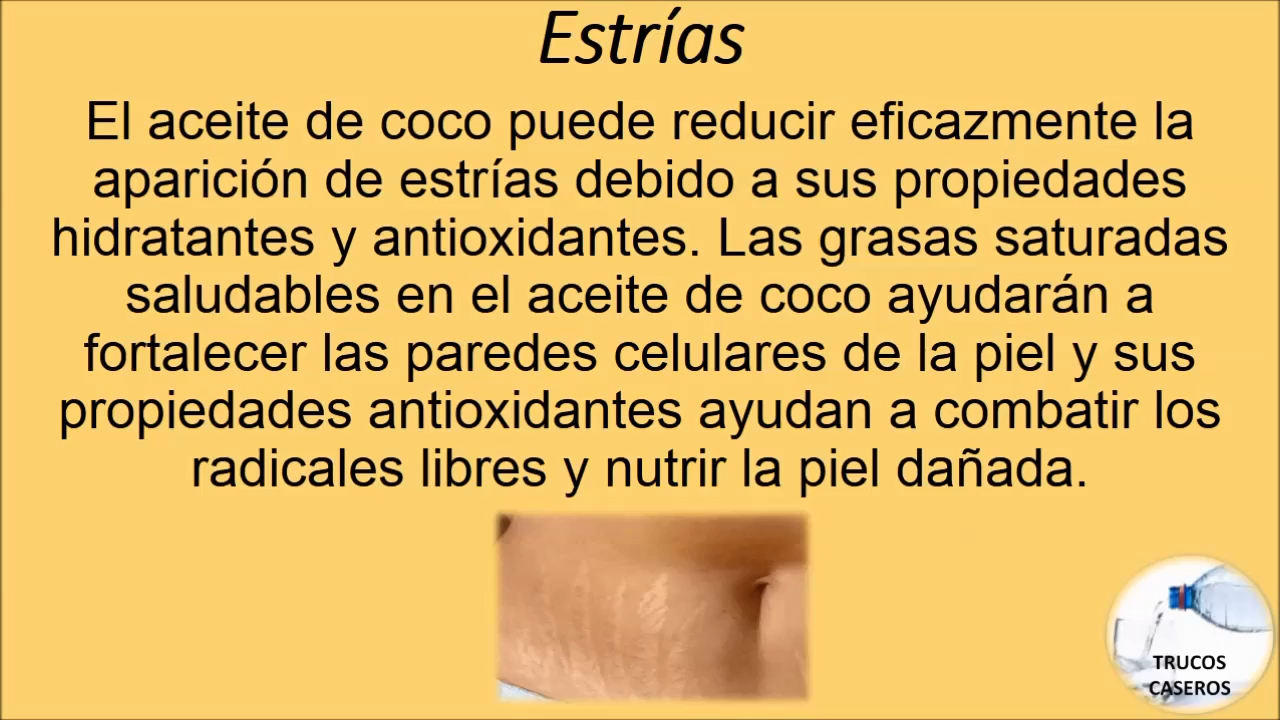 Estrías
El aceite de coco puede reducir eficazmente la
aparición de estrías debido a sus propiedades
hidratantes y antioxidantes. Las grasas saturadas
saludables en el aceite de coco ayudarán a
fortalecer las paredes celulares de la piel y sus
propiedades antioxidantes ayudan a combatir los
radicales libres y nutrir la piel dañada.
TRUCOS
CASEROS